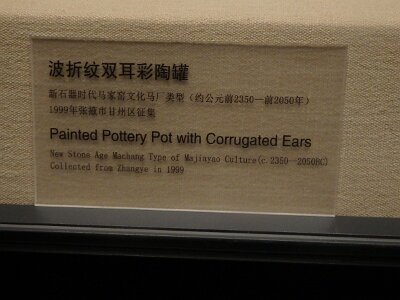 波折纹双耳彩陶罐
新石器时代马家窑文化马厂类型（约公元前2350—前2050年）
1999年张掖市甘州区征集
Painted Pottery Pot with Corrugated Ears
New Stone Age Machang Type of Majiayao Culture(c.2350—2050BC)
Collected from Zhangye in 1999